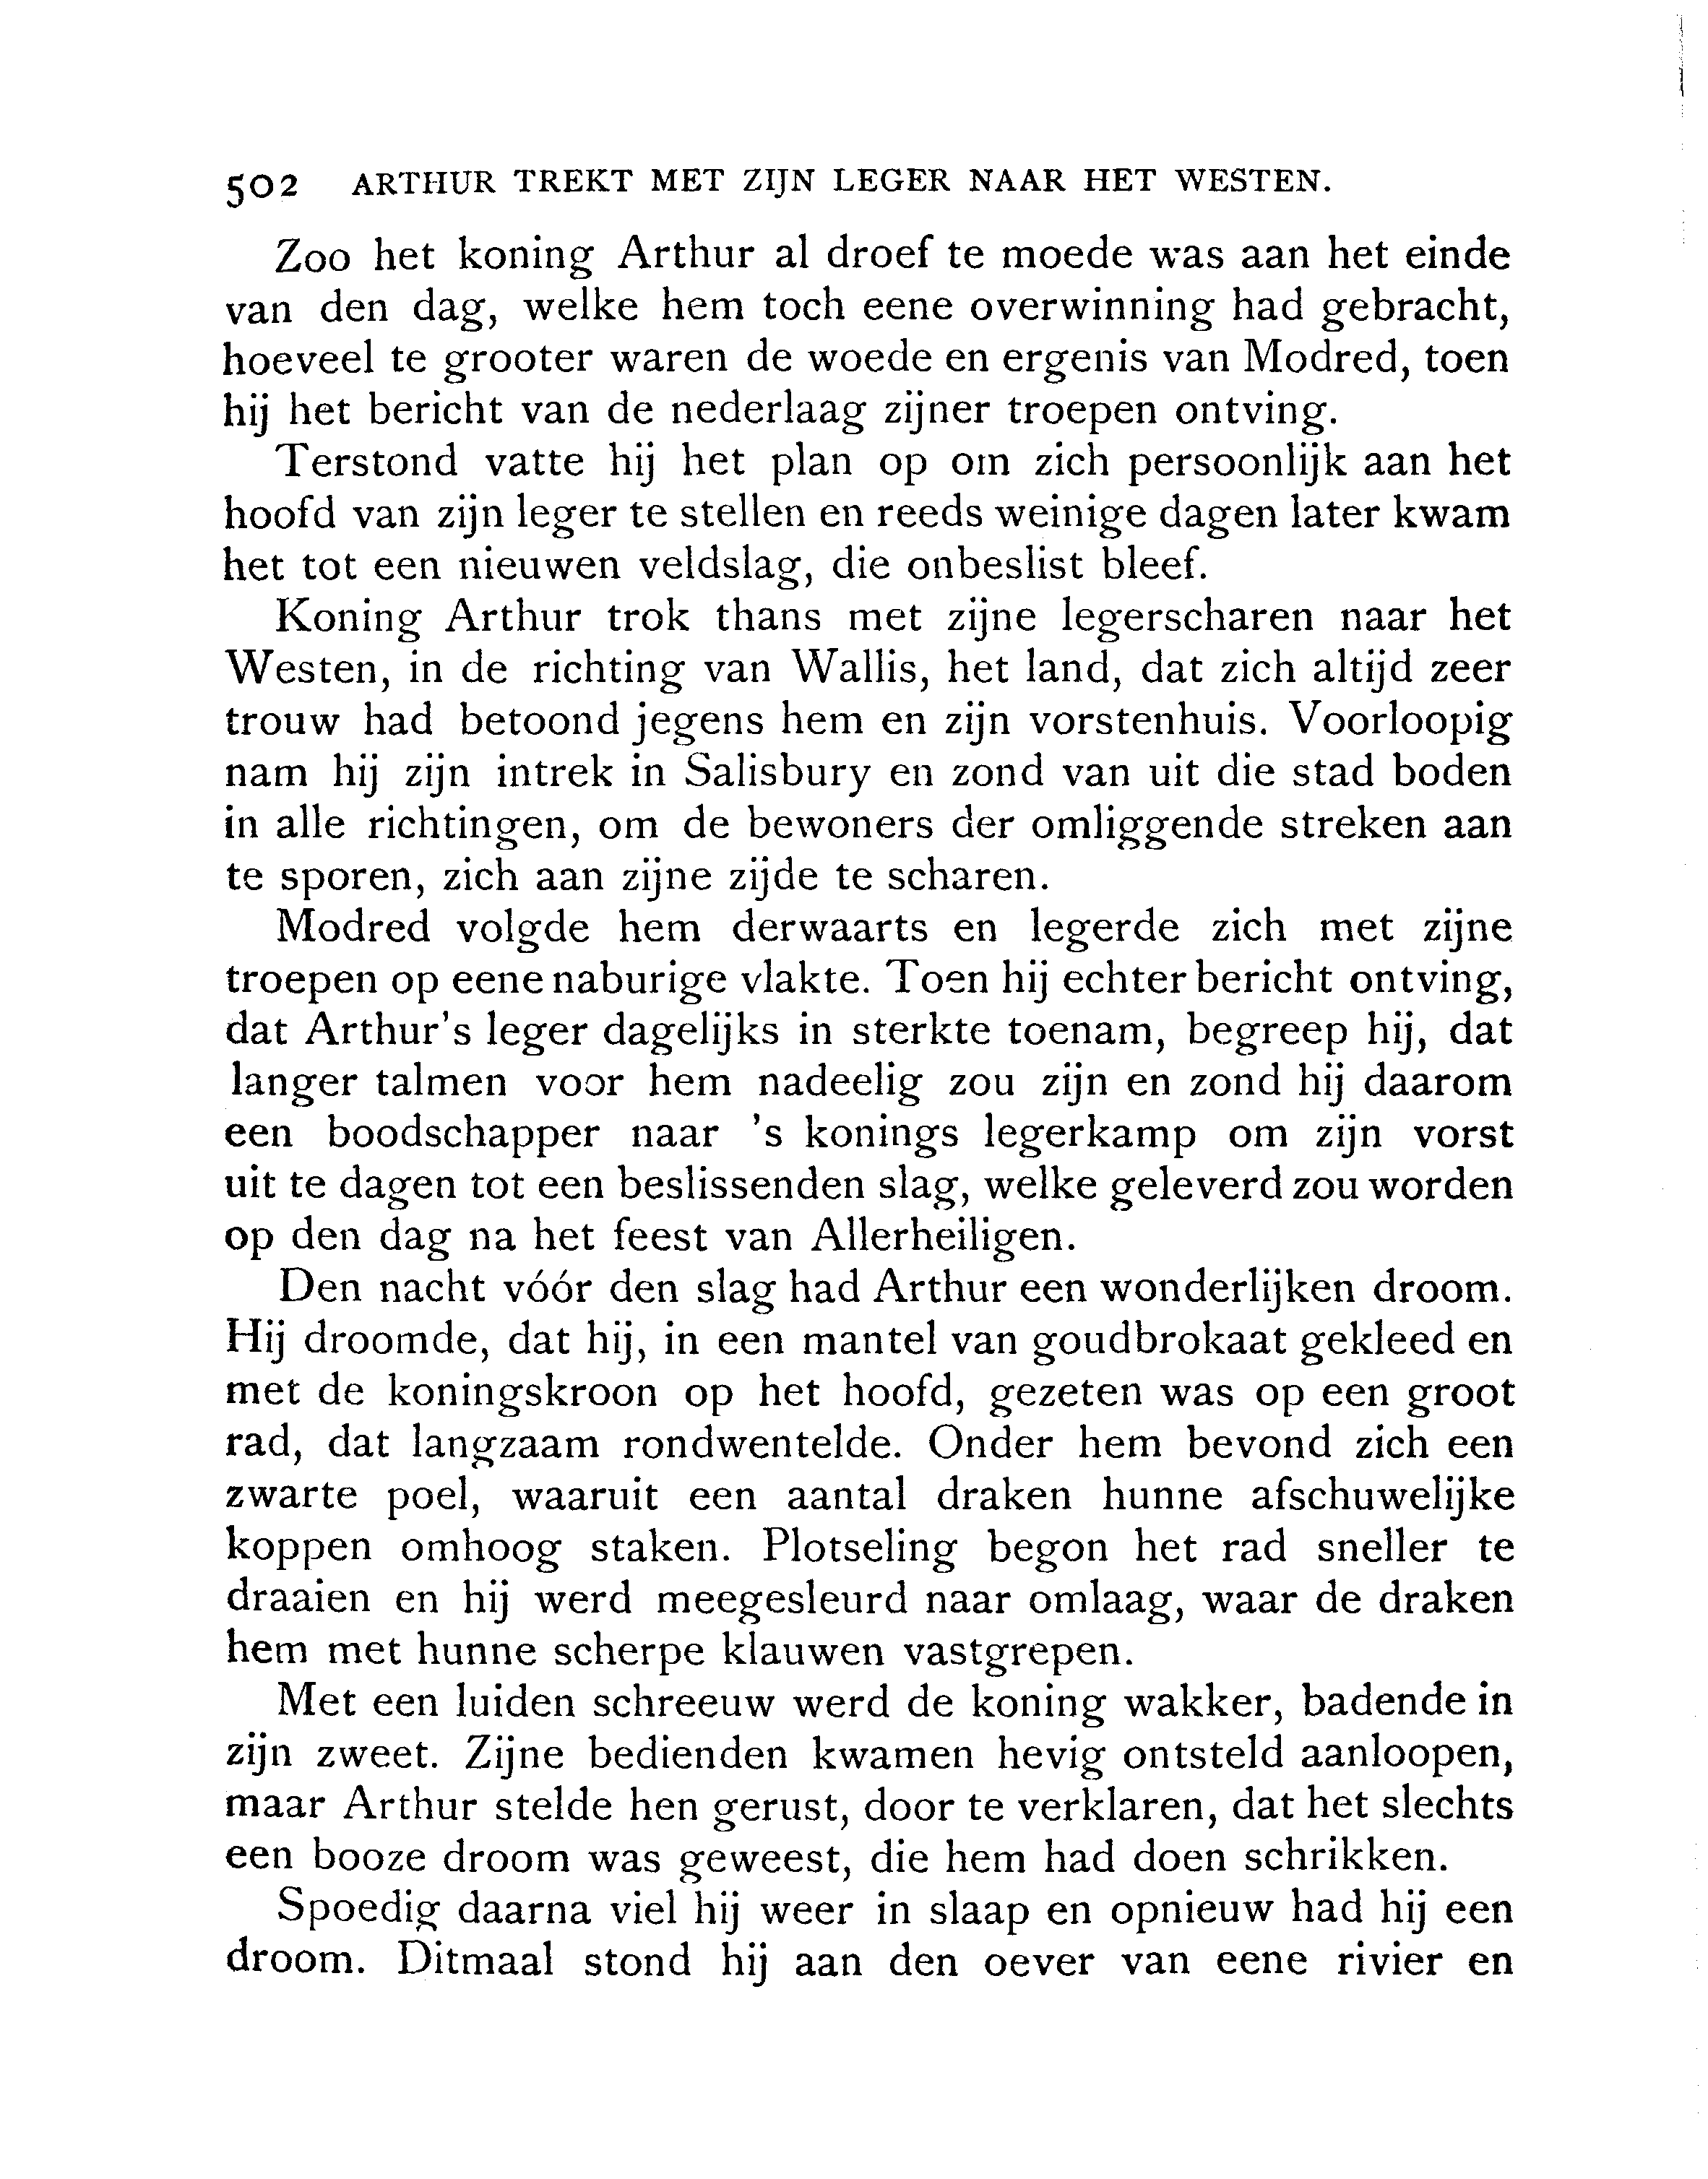 502 ARTHUR TREKT MET ZIJN LEGER NAAR HET WESTEN.
Zoo het koning Arthur al droef te moede was aan het einde
van den dag, welke hem toch eene overwinning had gebracht,
hoeveel te grooter waren de woede en ergenis van Modred, toen
hij het bericht van de nederlaag zijner troepen ontving.
Terstond vatte hij het plan op om zich persoonlijk aan het
hoofd van zijn leger te stellen en reeds weinige dagen later kwam
het tot een nieuwen veldslag, die onbeslist bleef.
Koning Arthur trok thans met zijne legerscharen naar het
Westen, in de richting van Wallis, het land, dat zich altijd zeer
trouw had betoond jegens hem en zijn vorstenhuis. Voorloopig
nam hij zijn intrek in Salisbury en zond van uit die stad boden
in alle richtingen, om de bewoners der omliggende streken aan
te sporen, zich aan zijne zijde te scharen.
Modred volgde hem derwaarts en legerde zich met zijne
troepen op eene naburige vlakte. Toen hij echter bericht ontving,
dat Arthur's leger dagelijks in sterkte toenam, begreep hij, dat
langer talmen voor hem nadeelig zou zijn en zond hij daarom
een boodschapper naar 's konings legerkamp om zijn vorst
uit te dagen tot een beslissenden slag, welke geleverd zou worden
op den dag na het feest van Allerheiligen.
Den nacht vóór den slag had Arthur een wonderlijken droom.
Hij droomde, dat hij, in een mantel van goudbrokaat gekleed en
met de koningskroon op het hoofd, gezeten was op een groot
rad, dat langzaam rondwentelde. Onder hem bevond zich een
zwarte poel, waaruit een aantal draken hunne afschuwelijke
koppen omhoog staken. Plotseling begon het rad sneller te
draaien en hij werd meegesleurd naar omlaag, waar de draken
hem met hunne scherpe klauwen vastgrepen.
Met een luiden schreeuw werd de koning wakker, badende in
zijn zweet. Zijne bedienden kwamen hevig ontsteld aanloopen,
maar Arthur stelde hen gerust, door te verklaren, dat het slechts
een booze droom was geweest, die hem had doen schrikken.
Spoedig daarna viel hij weer in slaap en opnieuw had hij een
droom. Ditmaal stond hij aan den oever van eene rivier en